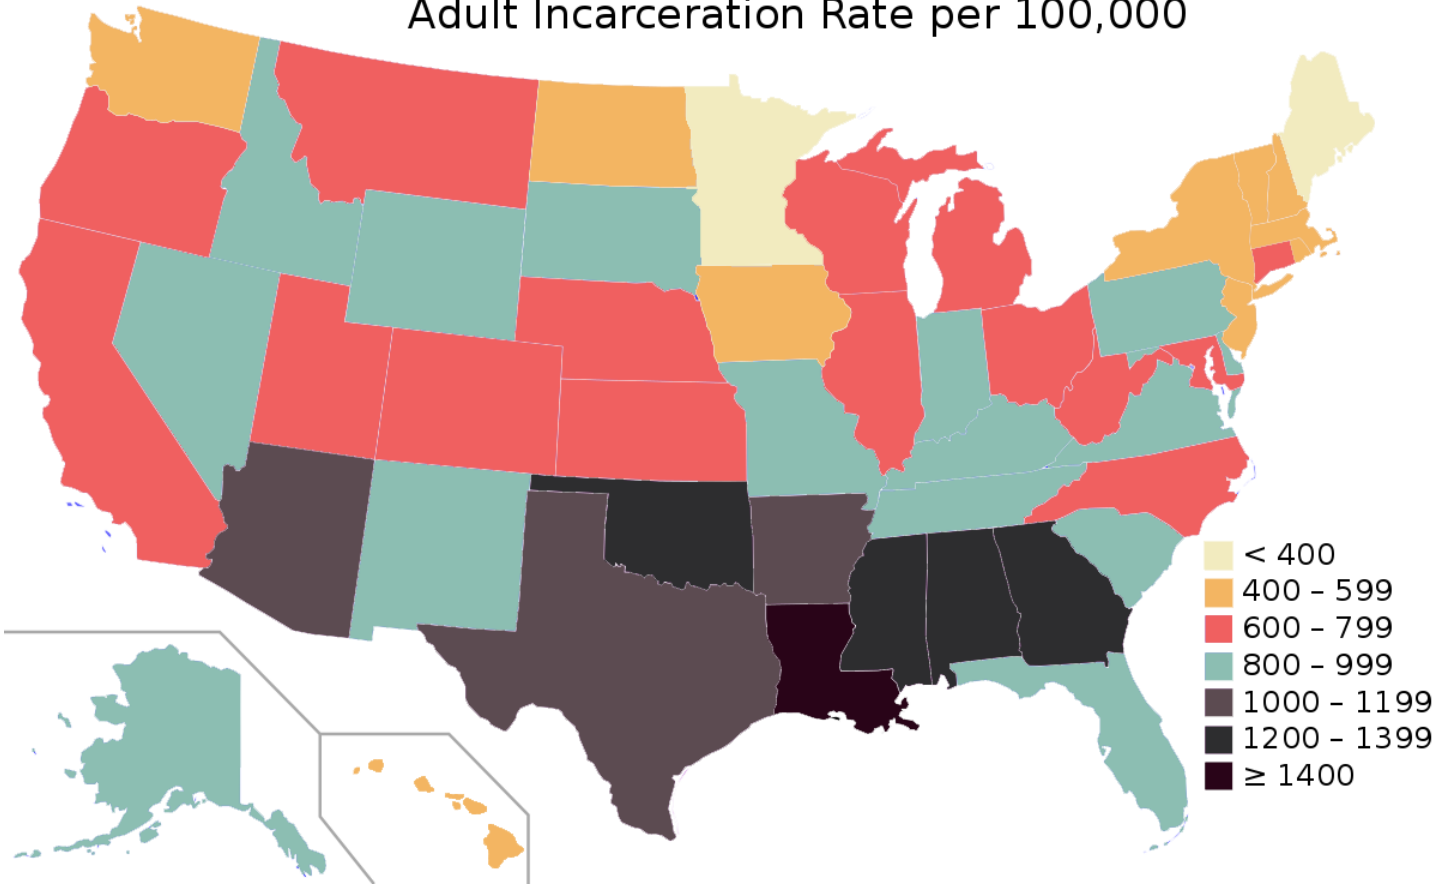 Adult Incarceration Rate per 100,000
< 400
400 – 599
600 – 799
800 – 999
1000 – 1199
1200 – 1399
≥ 1400